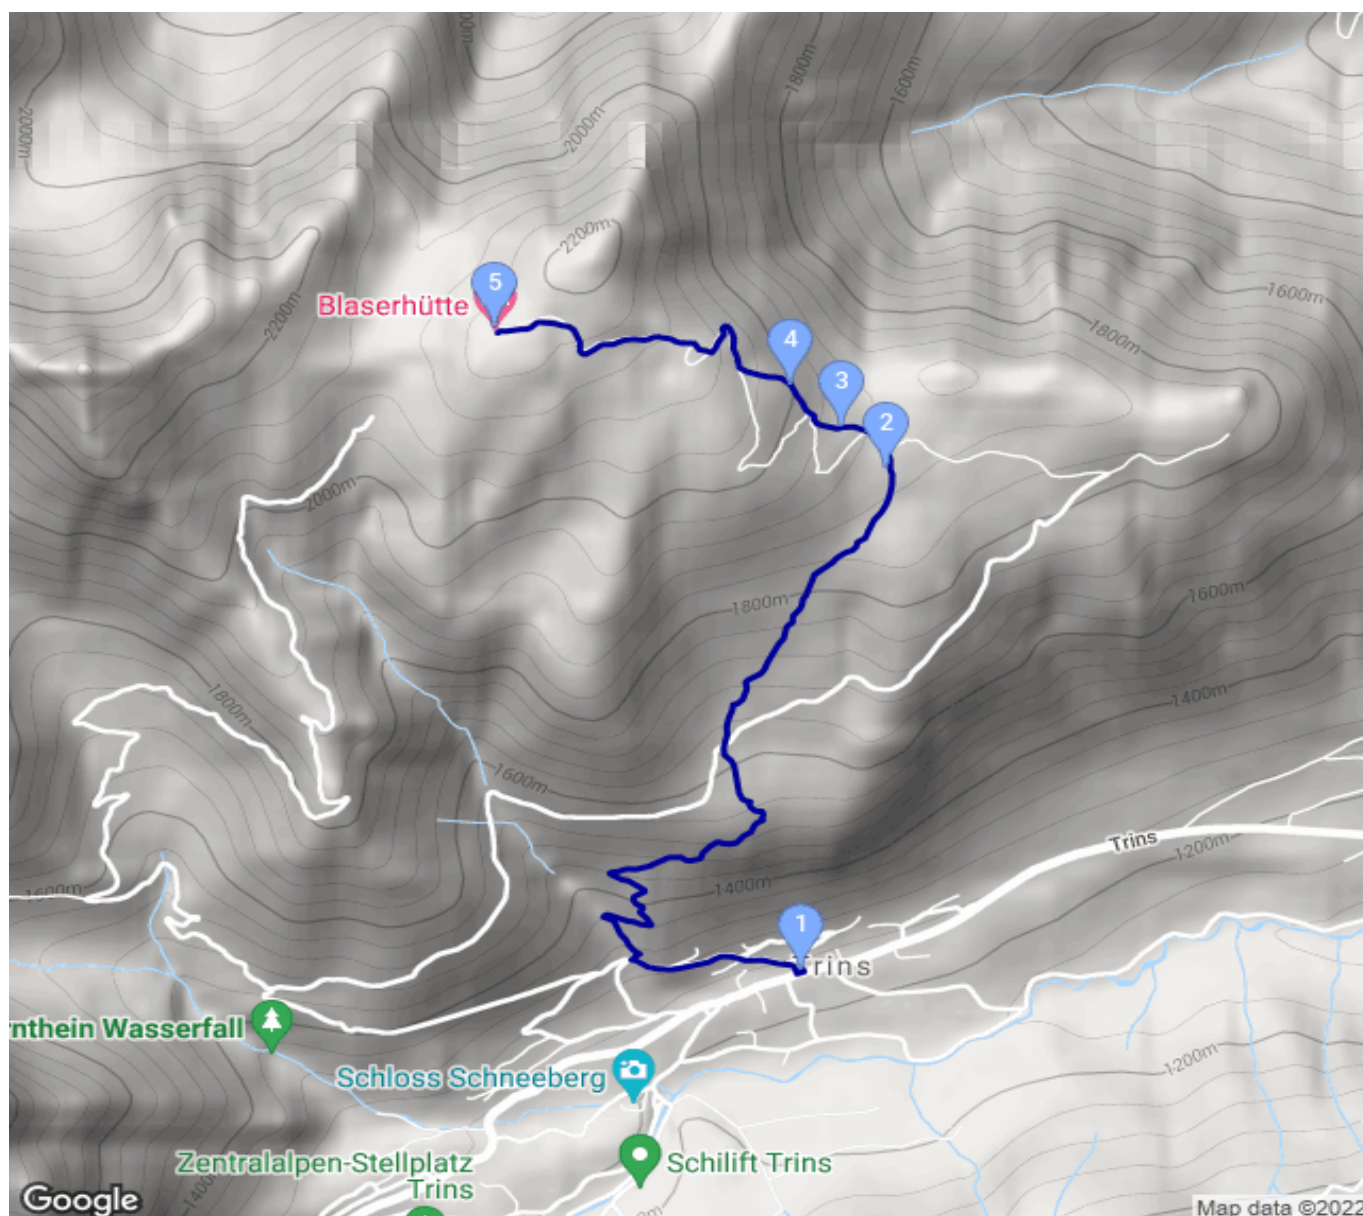 2000m
2000m
1800m
1600m
2000m
2200m
2200m
1600m
1800m
5
Blaserhütte
4
3
2
2000m
1800m
1600m
1800m
1400m
1600m
Trins
1200m
1600m
1400m
1
Trins
rnthein Wasserfall
1200m
Schloss Schneeberg
Zentralalpen-Stellplatz
Trins
Schilift Trins
1400m
Google
Map data ©2022